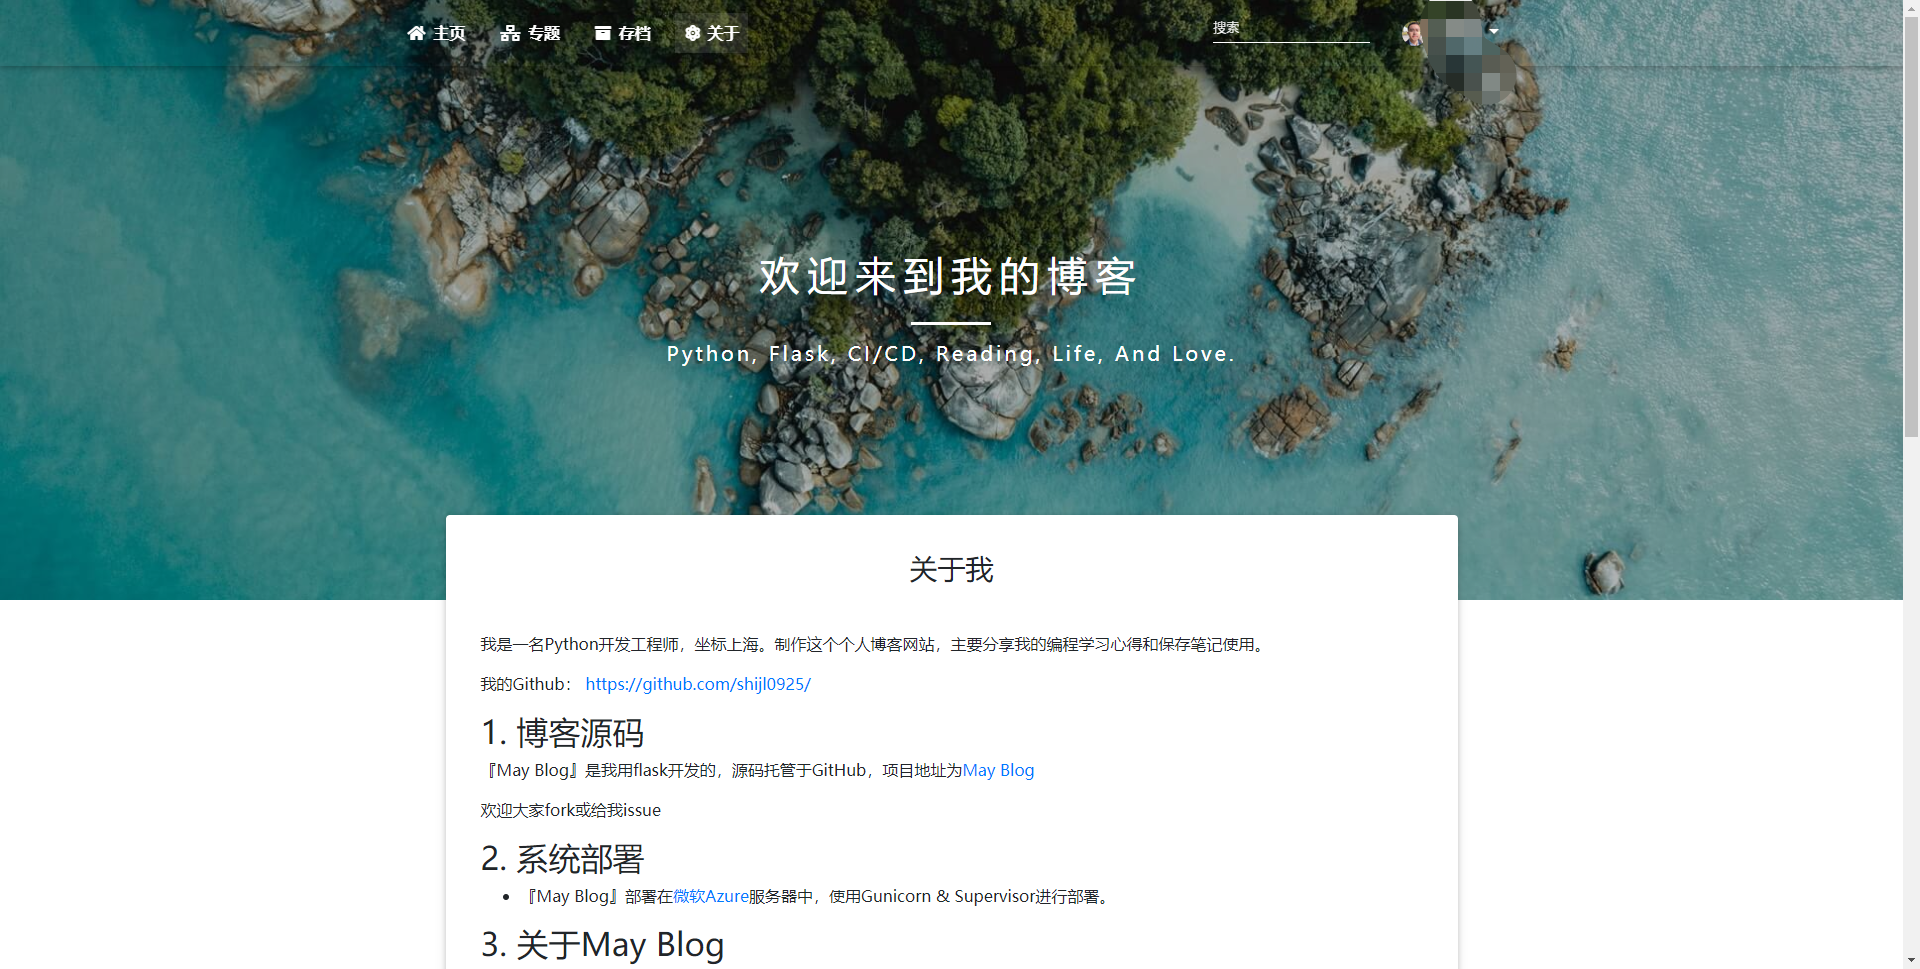 主页 专题 存档 关于 搜索
欢迎来到我的博客
Python, Flask, CI/CD, Reading, Life, And Love.
关于我
我是一名Python开发工程师，坐标上海。制作这个个人博客网站，主要分享我的编程学习心得和保存笔记使用。
我的Github： https://github.com/shijl0925/
1. 博客源码
『May Blog』是我用flask开发的，源码托管于GitHub，项目地址为May Blog
欢迎大家fork或给我issue
2. 系统部署
• 『May Blog』部署在微软Azure服务器中，使用Gunicorn & Supervisor进行部署。
3. 关于May Blog